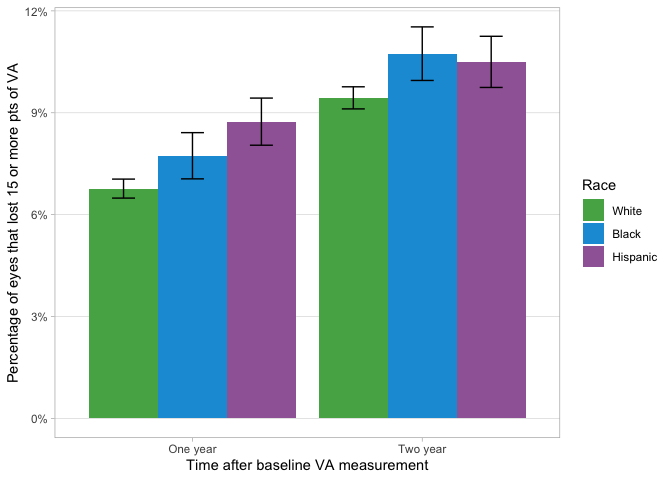 12%
9%
6%
3%
0%
Percentage of eyes that lost 15 or more pts of VA
One year
Two year
Time after baseline VA measurement
Race
White
Black
Hispanic